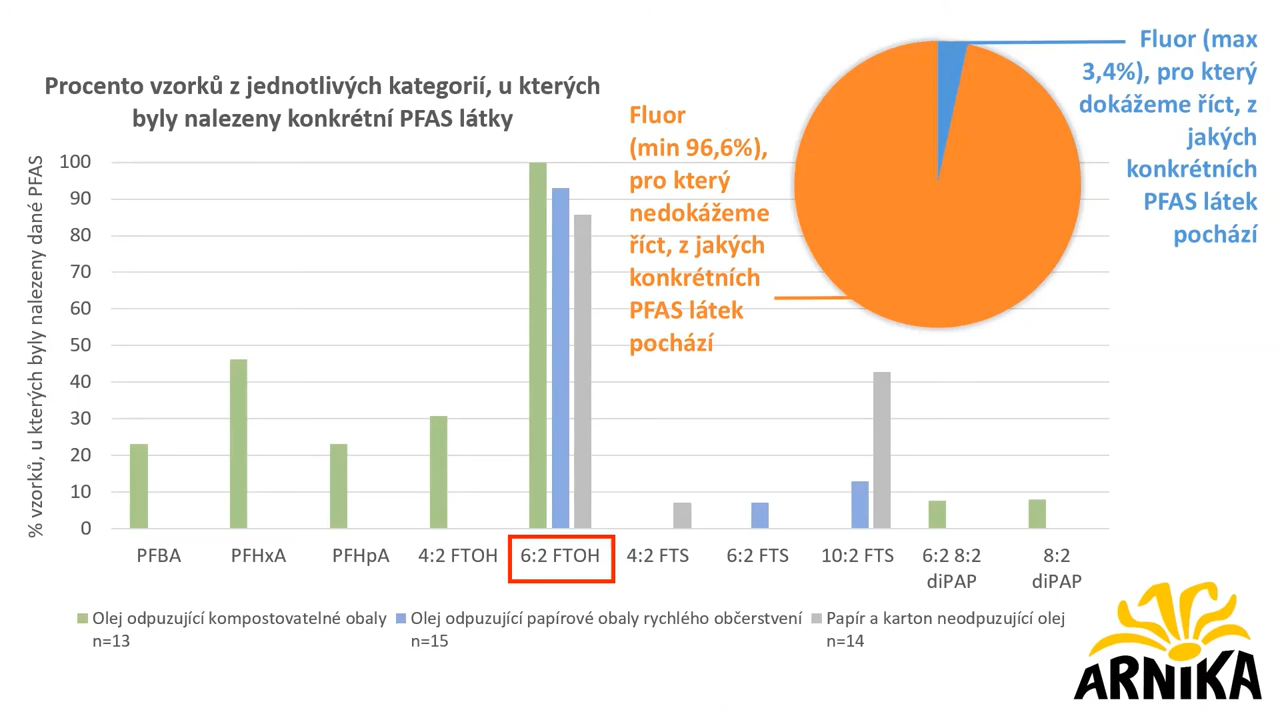 Procento vzorků z jednotlivých kategorií, u kterých
byly nalezeny konkrétní PFAS látky
Fluor
(min 96,6%),
pro který
nedokážeme
říct, z jakých
konkrétních
PFAS látek
pochází
Fluor (max
3,4%), pro který
dokážeme říct, z
jakých
konkrétních
PFAS látek
pochází
% vzorků, u kterých byly nalezeny dané PFAS
100
90
80
70
60
50
40
30
20
10
0
PFBA
PFHxA
PFHpA
4:2 FTOH
6:2 FTOH
4:2 FTS
6:2 FTS
10:2 FTS
6:2 8:2
diPAP
8:2
diPAP
Olej odpuzující kompostovatelné obaly
n=13
Olej odpuzující papírové obaly rychlého občerstvení
n=15
Papír a karton neodpuzující olej
n=14
ARNIKA